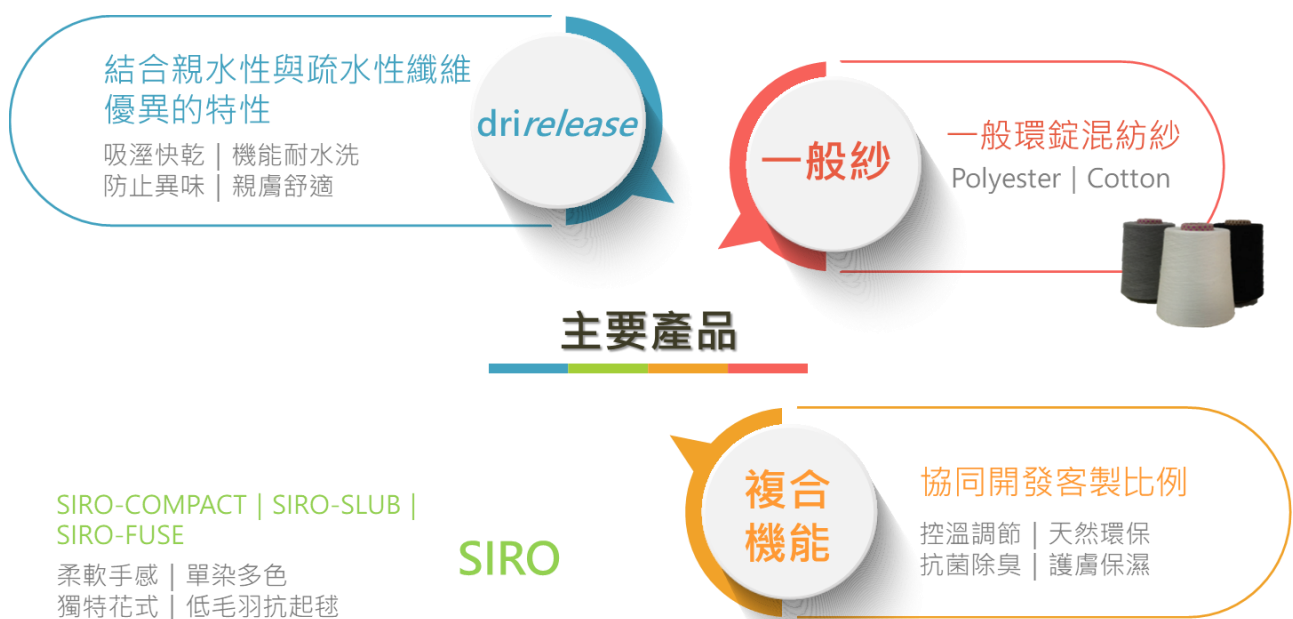 結合親水性與疏水性纖維
優異的特性
吸溼快乾 | 機能耐水洗
防止異味 | 親膚舒適
drirelease
一般紗
一般環錠混紡紗
Polyester | Cotton
主要產品
SIRO-COMPACT | SIRO-SLUB |
SIRO-FUSE
柔軟手感 | 單染多色
獨特花式 | 低毛羽抗起毬
SIRO
複合
機能
協同開發客製比例
控溫調節 | 天然環保
抗菌除臭 | 護膚保濕